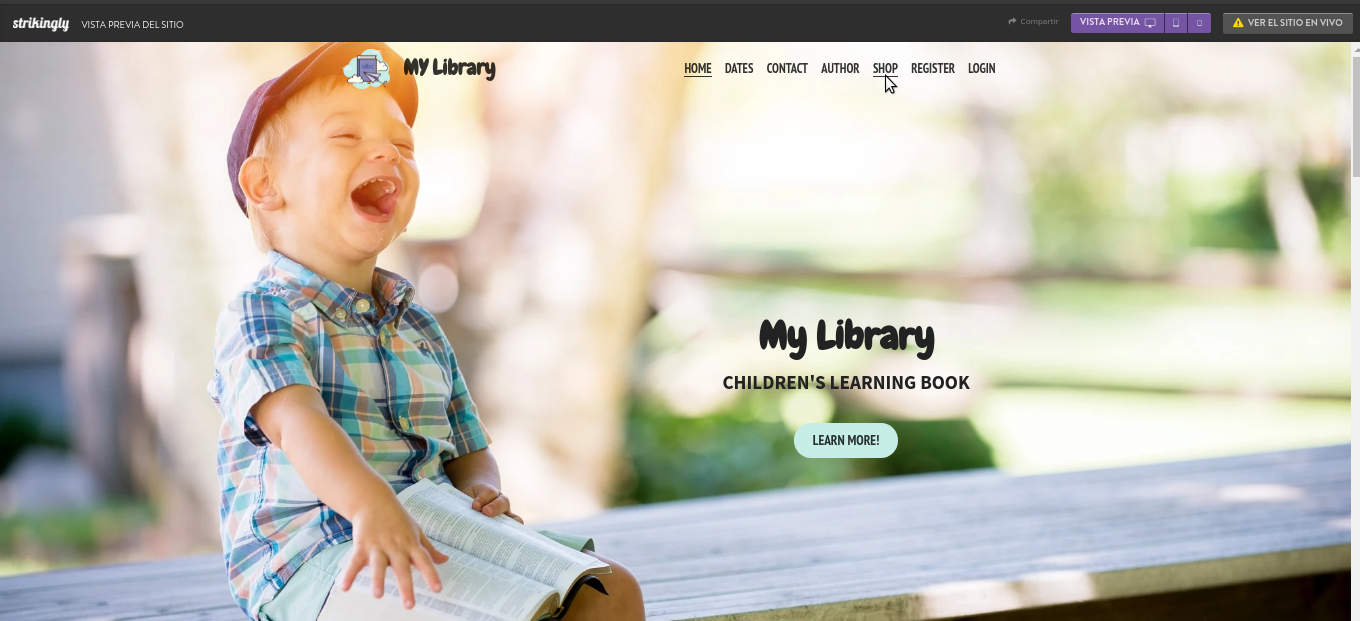 strikingly VISTA PREVIA DEL SITIO Compartir VISTA PREVIA VER EL SITIO EN VIVO
MY Library HOME DATES CONTACT AUTHOR SHOP REGISTER LOGIN
My Library
CHILDREN'S LEARNING BOOK
LEARN MORE!